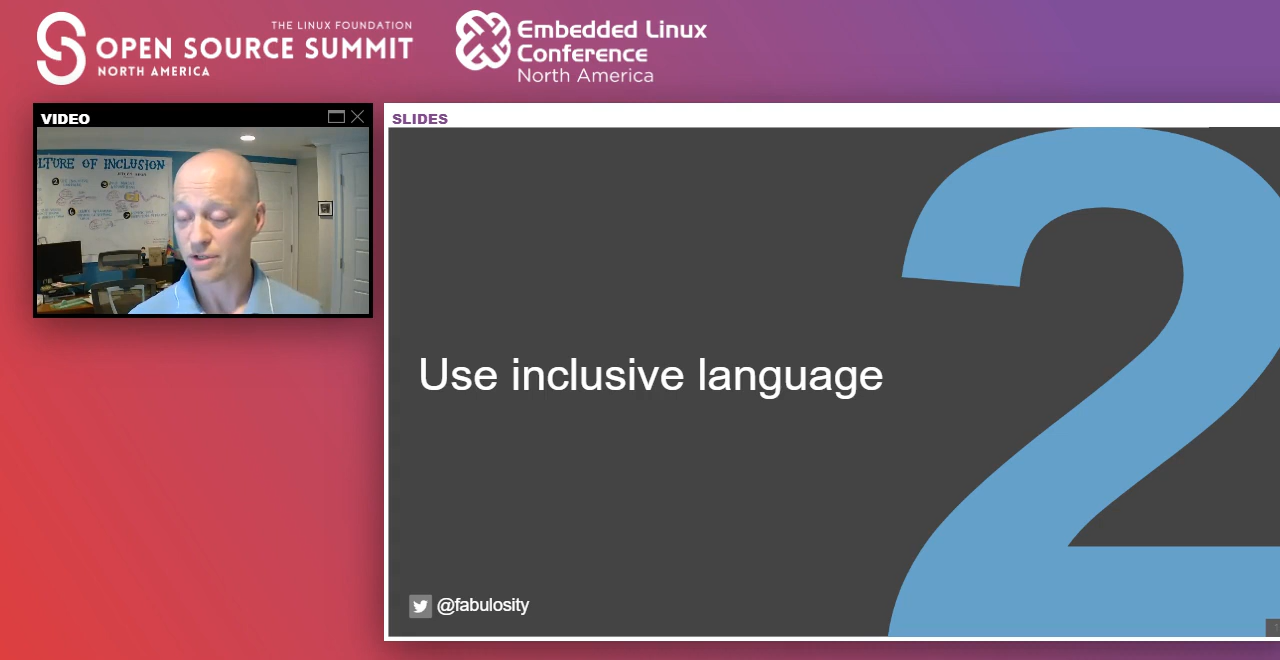 THE LINUX FOUNDATION
OPEN SOURCE SUMMIT
NORTH AMERICA
Embedded Linux
Conference
North America
VIDEO
LTURE OF INCLUSION
SLIDES
2
Use inclusive language
@fabulosity